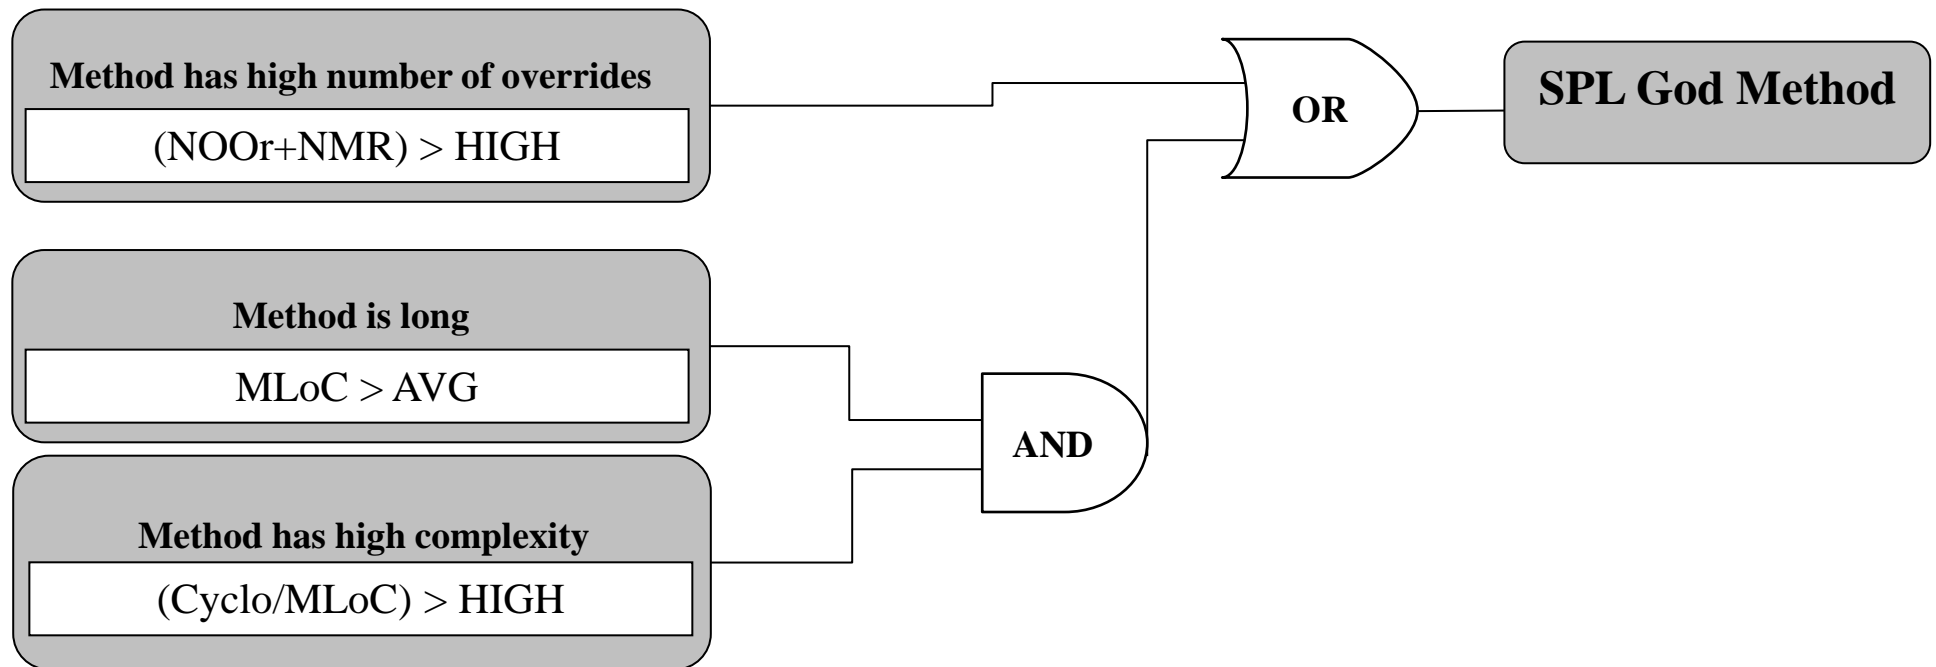 Method has high number of overrides
(NOOr+NMR) > HIGH
OR
SPL God Method
Method is long
MLoC > AVG
AND
Method has high complexity
(Cyclo/MLoC) > HIGH